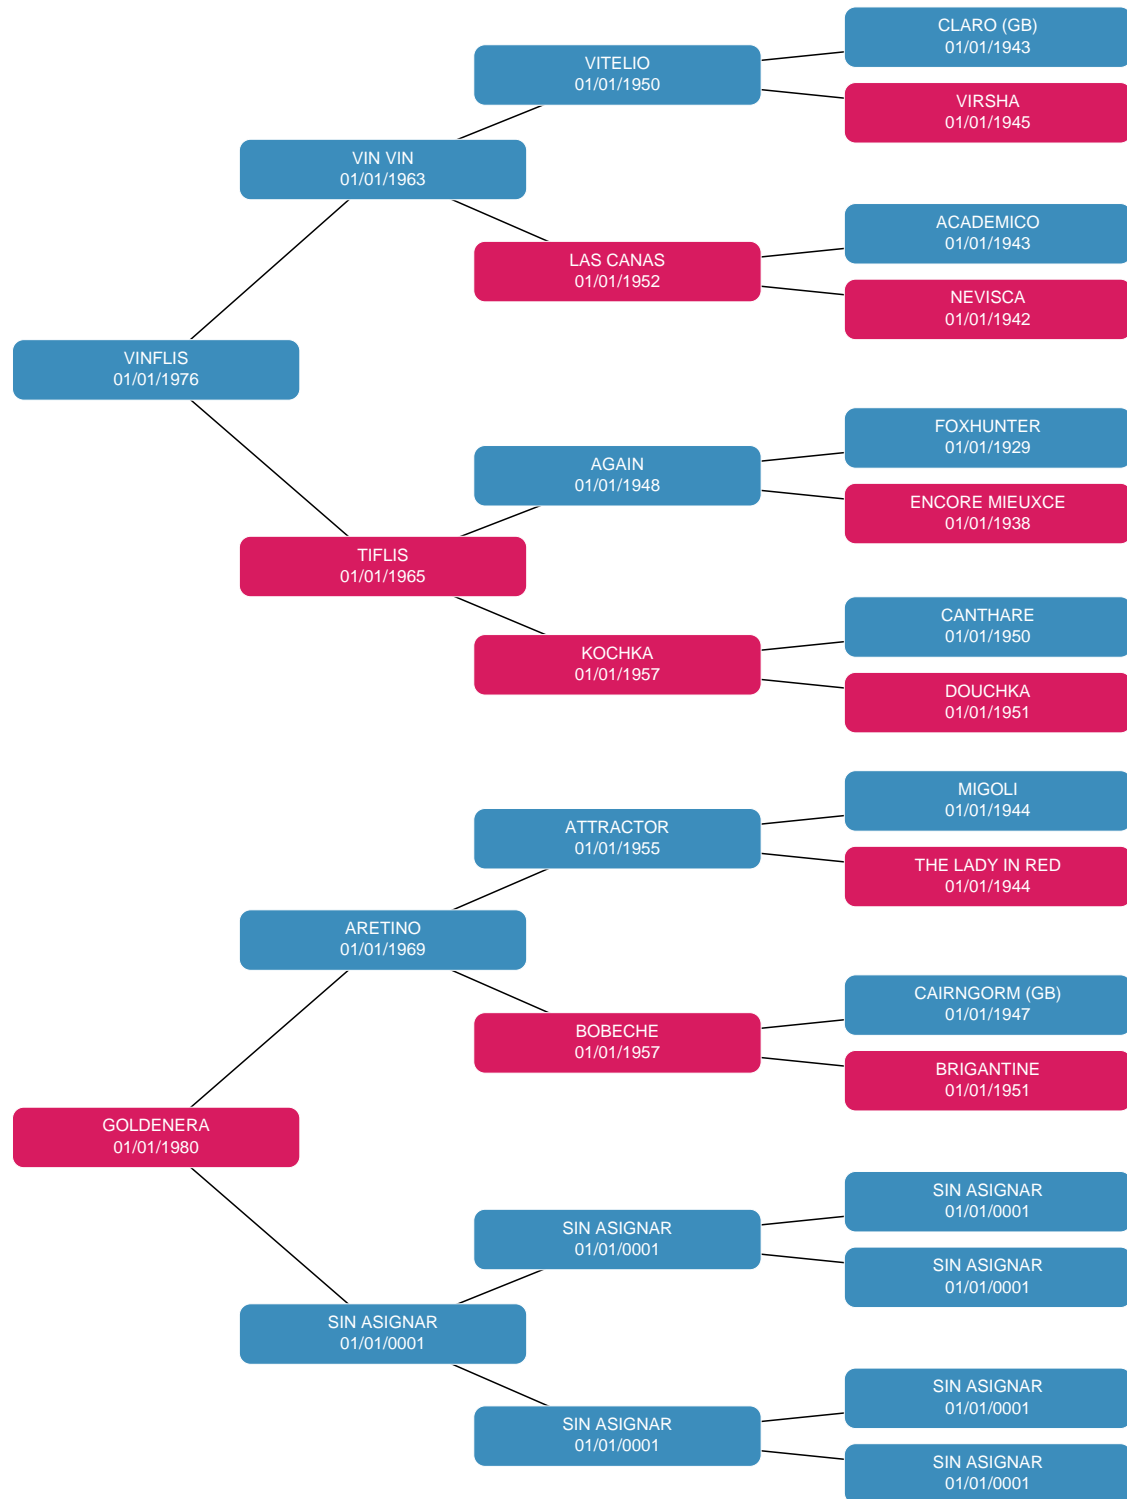 CLARO (GB)
01/01/1943
VITELIO
01/01/1950
VIRSHA
01/01/1945
VIN VIN
01/01/1963
ACADEMICO
01/01/1943
LAS CANAS
01/01/1952
NEVISCA
01/01/1942
VINFLIS
01/01/1976
FOXHUNTER
01/01/1929
AGAIN
01/01/1948
ENCORE MIEUXCE
01/01/1938
TIFLIS
01/01/1965
CANTHARE
01/01/1950
KOCHKA
01/01/1957
DOUCHKA
01/01/1951
MIGOLI
01/01/1944
ATTRACTOR
01/01/1955
THE LADY IN RED
01/01/1944
ARETINO
01/01/1969
CAIRNGORM (GB)
01/01/1947
BOBECHE
01/01/1957
BRIGANTINE
01/01/1951
GOLDENERA
01/01/1980
SIN ASIGNAR
01/01/0001
SIN ASIGNAR
01/01/0001
SIN ASIGNAR
01/01/0001
SIN ASIGNAR
01/01/0001
SIN ASIGNAR
01/01/0001
SIN ASIGNAR
01/01/0001
SIN ASIGNAR
01/01/0001